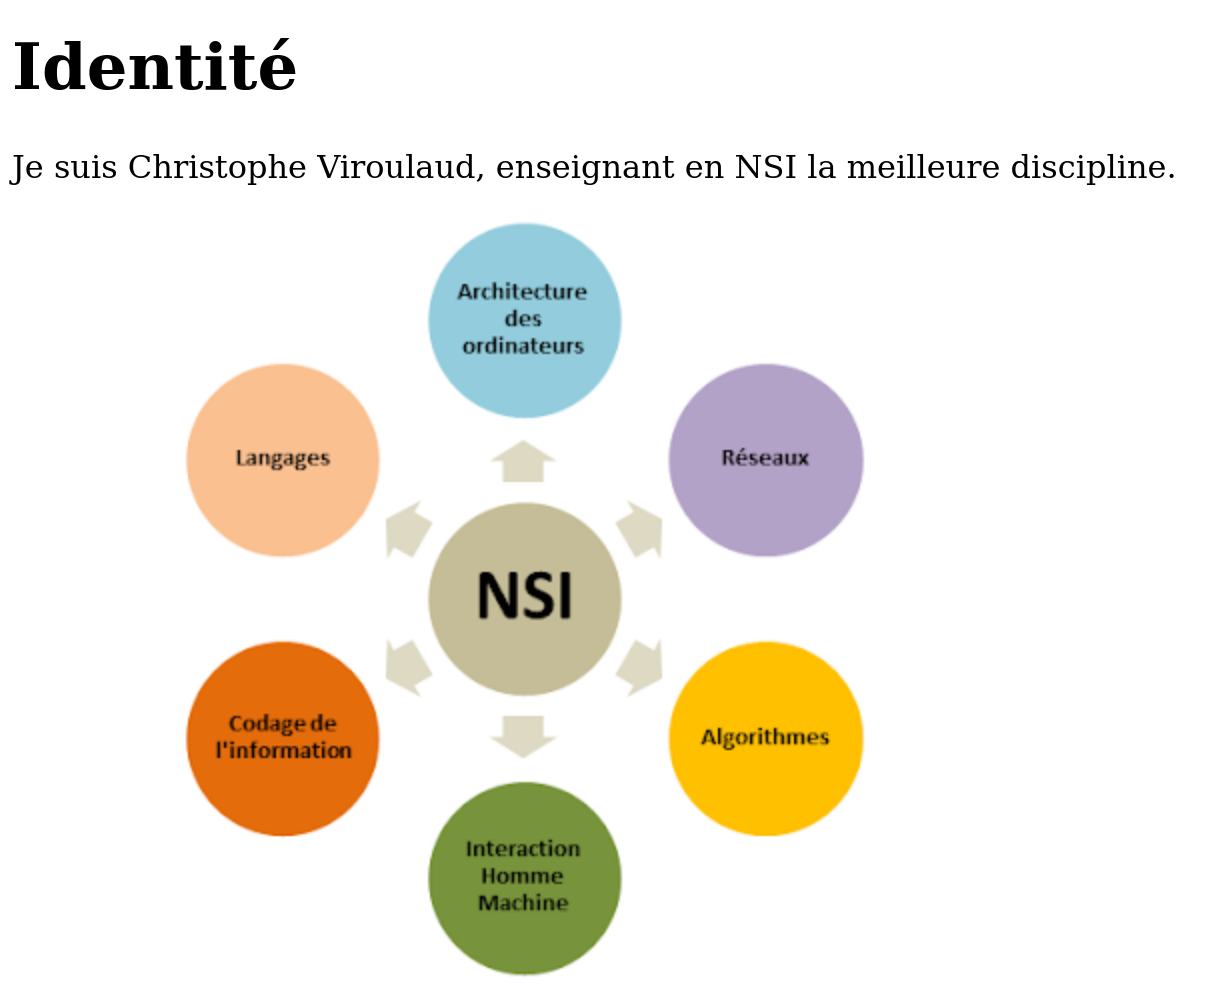 Identité
Je suis Christophe Viroulaud, enseignant en NSI la meilleure discipline.
Architecture
des
ordinateurs
Langages
Réseaux
NSI
Codage de
l'information
Algorithmes
Interaction
Homme
Machine